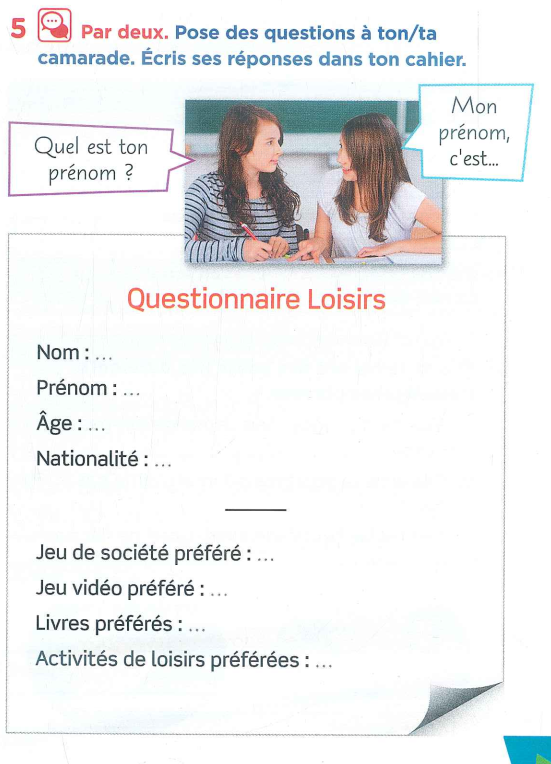 5 Par deux. Pose des questions à ton/ta
camarade. Écris ses réponses dans ton cahier.
Quel est ton
prénom ?
Mon
prénom,
c'est...
Questionnaire Loisirs
Nom : ...
Prénom : ...
Âge : ...
Nationalité : ...
Jeu de société préféré : ...
Jeu vidéo préféré : ...
Livres préférés : ...
Activités de loisirs préférées : ...